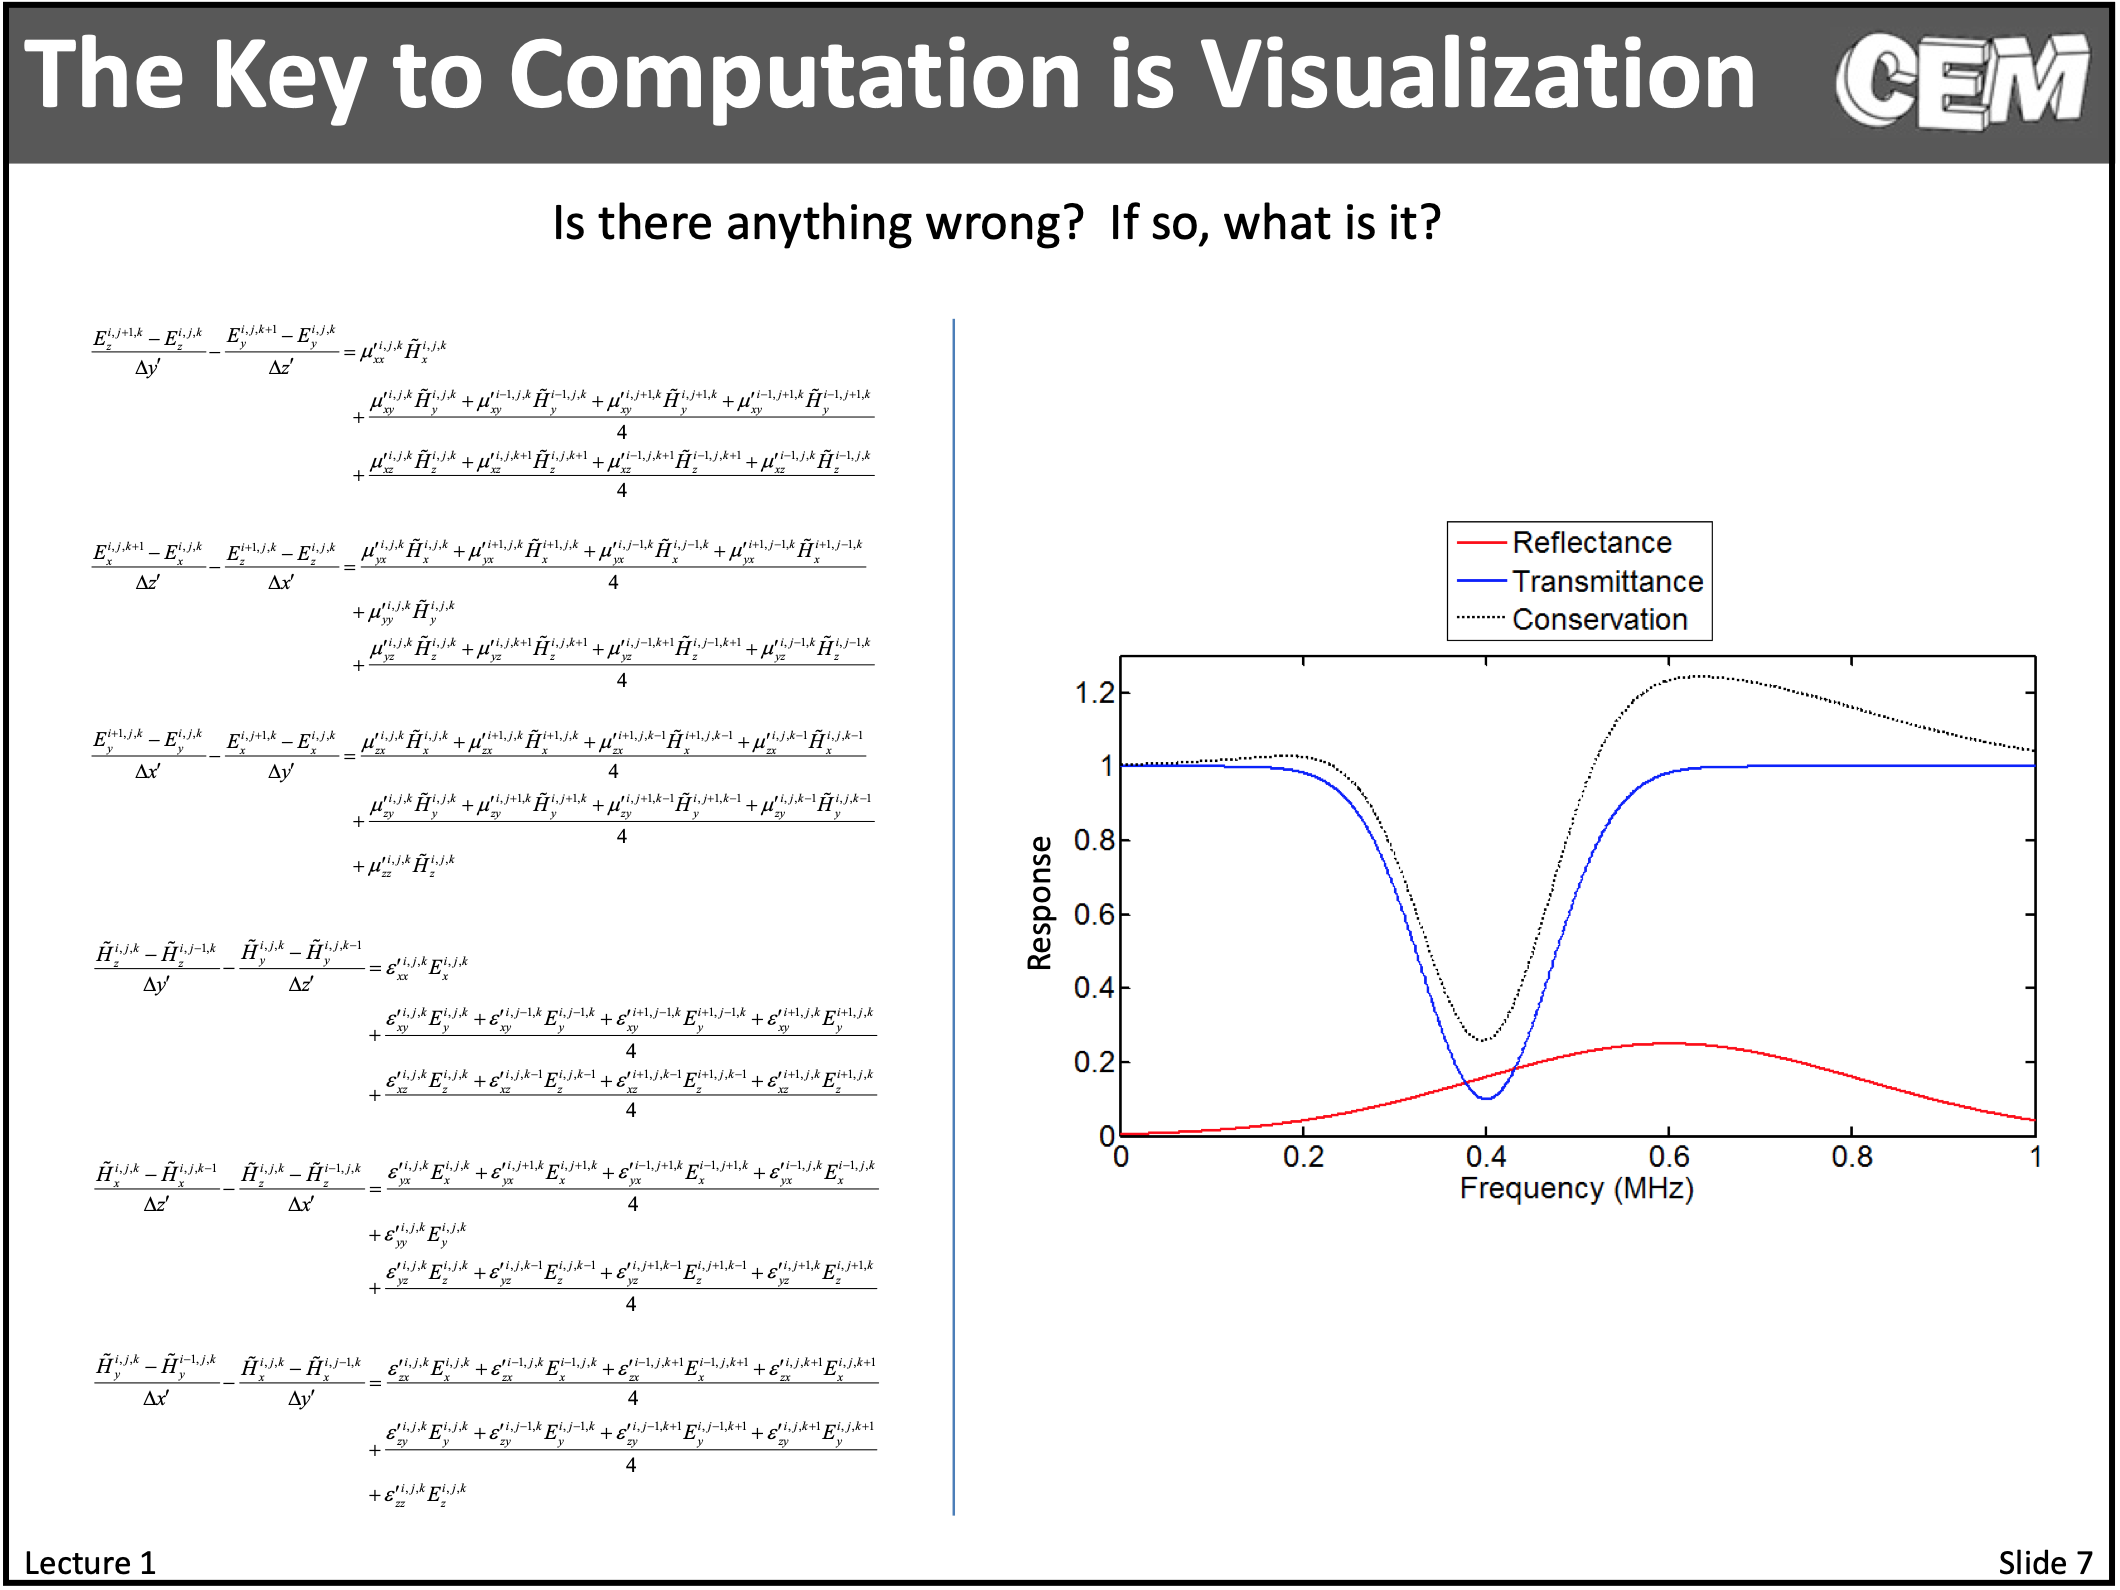 The Key to Computation is Visualization
CEM
Is there anything wrong?  If so, what is it?
$\frac{E_z^{i,j+1,k} - E_z^{i,j,k}}{\Delta y'} - \frac{E_y^{i,j,k+1} - E_y^{i,j,k}}{\Delta z'} = \mu_{xx}'^{i,j,k} \tilde{H}_x^{i,j,k}$
$+ \frac{\mu_{xy}'^{i,j,k} \tilde{H}_y^{i,j,k} + \mu_{xy}'^{i-1,j,k} \tilde{H}_y^{i-1,j,k} + \mu_{xy}'^{i,j+1,k} \tilde{H}_y^{i,j+1,k} + \mu_{xy}'^{i-1,j+1,k} \tilde{H}_y^{i-1,j+1,k}}{4}$
$+ \frac{\mu_{xz}'^{i,j,k} \tilde{H}_z^{i,j,k} + \mu_{xz}'^{i,j,k+1} \tilde{H}_z^{i,j,k+1} + \mu_{xz}'^{i-1,j,k+1} \tilde{H}_z^{i-1,j,k+1} + \mu_{xz}'^{i-1,j,k} \tilde{H}_z^{i-1,j,k}}{4}$
$\frac{E_x^{i,j,k+1} - E_x^{i,j,k}}{\Delta z'} - \frac{E_z^{i+1,j,k} - E_z^{i,j,k}}{\Delta x'} = \frac{\mu_{yx}'^{i,j,k} \tilde{H}_x^{i,j,k} + \mu_{yx}'^{i+1,j,k} \tilde{H}_x^{i+1,j,k} + \mu_{yx}'^{i,j-1,k} \tilde{H}_x^{i,j-1,k} + \mu_{yx}'^{i+1,j-1,k} \tilde{H}_x^{i+1,j-1,k}}{4}$
$+ \mu_{yy}'^{i,j,k} \tilde{H}_y^{i,j,k}$
$+ \frac{\mu_{yz}'^{i,j,k} \tilde{H}_z^{i,j,k} + \mu_{yz}'^{i,j,k+1} \tilde{H}_z^{i,j,k+1} + \mu_{yz}'^{i,j-1,k+1} \tilde{H}_z^{i,j-1,k+1} + \mu_{yz}'^{i,j-1,k} \tilde{H}_z^{i,j-1,k}}{4}$
$\frac{E_y^{i+1,j,k} - E_y^{i,j,k}}{\Delta x'} - \frac{E_x^{i,j+1,k} - E_x^{i,j,k}}{\Delta y'} = \frac{\mu_{zx}'^{i,j,k} \tilde{H}_x^{i,j,k} + \mu_{zx}'^{i+1,j,k} \tilde{H}_x^{i+1,j,k} + \mu_{zx}'^{i+1,j,k-1} \tilde{H}_x^{i+1,j,k-1} + \mu_{zx}'^{i,j,k-1} \tilde{H}_x^{i,j,k-1}}{4}$
$+ \frac{\mu_{zy}'^{i,j,k} \tilde{H}_y^{i,j,k} + \mu_{zy}'^{i,j+1,k} \tilde{H}_y^{i,j+1,k} + \mu_{zy}'^{i,j+1,k-1} \tilde{H}_y^{i,j+1,k-1} + \mu_{zy}'^{i,j,k-1} \tilde{H}_y^{i,j,k-1}}{4}$
$+ \mu_{zz}'^{i,j,k} \tilde{H}_z^{i,j,k}$
$\frac{\tilde{H}_z^{i,j,k} - \tilde{H}_z^{i,j-1,k}}{\Delta y'} - \frac{\tilde{H}_y^{i,j,k} - \tilde{H}_y^{i,j,k-1}}{\Delta z'} = \varepsilon_{xx}'^{i,j,k} E_x^{i,j,k}$
$+ \frac{\varepsilon_{xy}'^{i,j,k} E_y^{i,j,k} + \varepsilon_{xy}'^{i,j-1,k} E_y^{i,j-1,k} + \varepsilon_{xy}'^{i+1,j-1,k} E_y^{i+1,j-1,k} + \varepsilon_{xy}'^{i+1,j,k} E_y^{i+1,j,k}}{4}$
$+ \frac{\varepsilon_{xz}'^{i,j,k} E_z^{i,j,k} + \varepsilon_{xz}'^{i,j,k-1} E_z^{i,j,k-1} + \varepsilon_{xz}'^{i+1,j,k-1} E_z^{i+1,j,k-1} + \varepsilon_{xz}'^{i+1,j,k} E_z^{i+1,j,k}}{4}$
$\frac{\tilde{H}_x^{i,j,k} - \tilde{H}_x^{i,j,k-1}}{\Delta z'} - \frac{\tilde{H}_z^{i,j,k} - \tilde{H}_z^{i-1,j,k}}{\Delta x'} = \frac{\varepsilon_{yx}'^{i,j,k} E_x^{i,j,k} + \varepsilon_{yx}'^{i,j+1,k} E_x^{i,j+1,k} + \varepsilon_{yx}'^{i-1,j+1,k} E_x^{i-1,j+1,k} + \varepsilon_{yx}'^{i-1,j,k} E_x^{i-1,j,k}}{4}$
$+ \varepsilon_{yy}'^{i,j,k} E_y^{i,j,k}$
$+ \frac{\varepsilon_{yz}'^{i,j,k} E_z^{i,j,k} + \varepsilon_{yz}'^{i,j,k-1} E_z^{i,j,k-1} + \varepsilon_{yz}'^{i,j+1,k-1} E_z^{i,j+1,k-1} + \varepsilon_{yz}'^{i,j+1,k} E_z^{i,j+1,k}}{4}$
$\frac{\tilde{H}_y^{i,j,k} - \tilde{H}_y^{i-1,j,k}}{\Delta x'} - \frac{\tilde{H}_x^{i,j,k} - \tilde{H}_x^{i,j-1,k}}{\Delta y'} = \frac{\varepsilon_{zx}'^{i,j,k} E_x^{i,j,k} + \varepsilon_{zx}'^{i-1,j,k} E_x^{i-1,j,k} + \varepsilon_{zx}'^{i-1,j,k+1} E_x^{i-1,j,k+1} + \varepsilon_{zx}'^{i,j,k+1} E_x^{i,j,k+1}}{4}$
$+ \frac{\varepsilon_{zy}'^{i,j,k} E_y^{i,j,k} + \varepsilon_{zy}'^{i,j-1,k} E_y^{i,j-1,k} + \varepsilon_{zy}'^{i,j-1,k+1} E_y^{i,j-1,k+1} + \varepsilon_{zy}'^{i,j,k+1} E_y^{i,j,k+1}}{4}$
$+ \varepsilon_{zz}'^{i,j,k} E_z^{i,j,k}$
Reflectance
Transmittance
Conservation
1.2
1
0.8
0.6
0.4
0.2
0
Response
0 0.2 0.4 0.6 0.8 1
Frequency (MHz)
Lecture 1
Slide 7